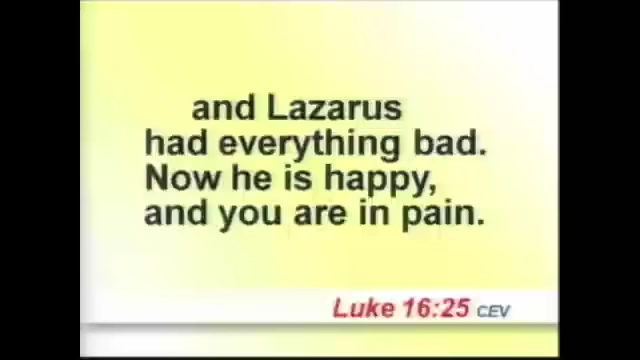 and Lazarus
had everything bad.
Now he is happy,
and you are in pain.
Luke 16:25 CEV